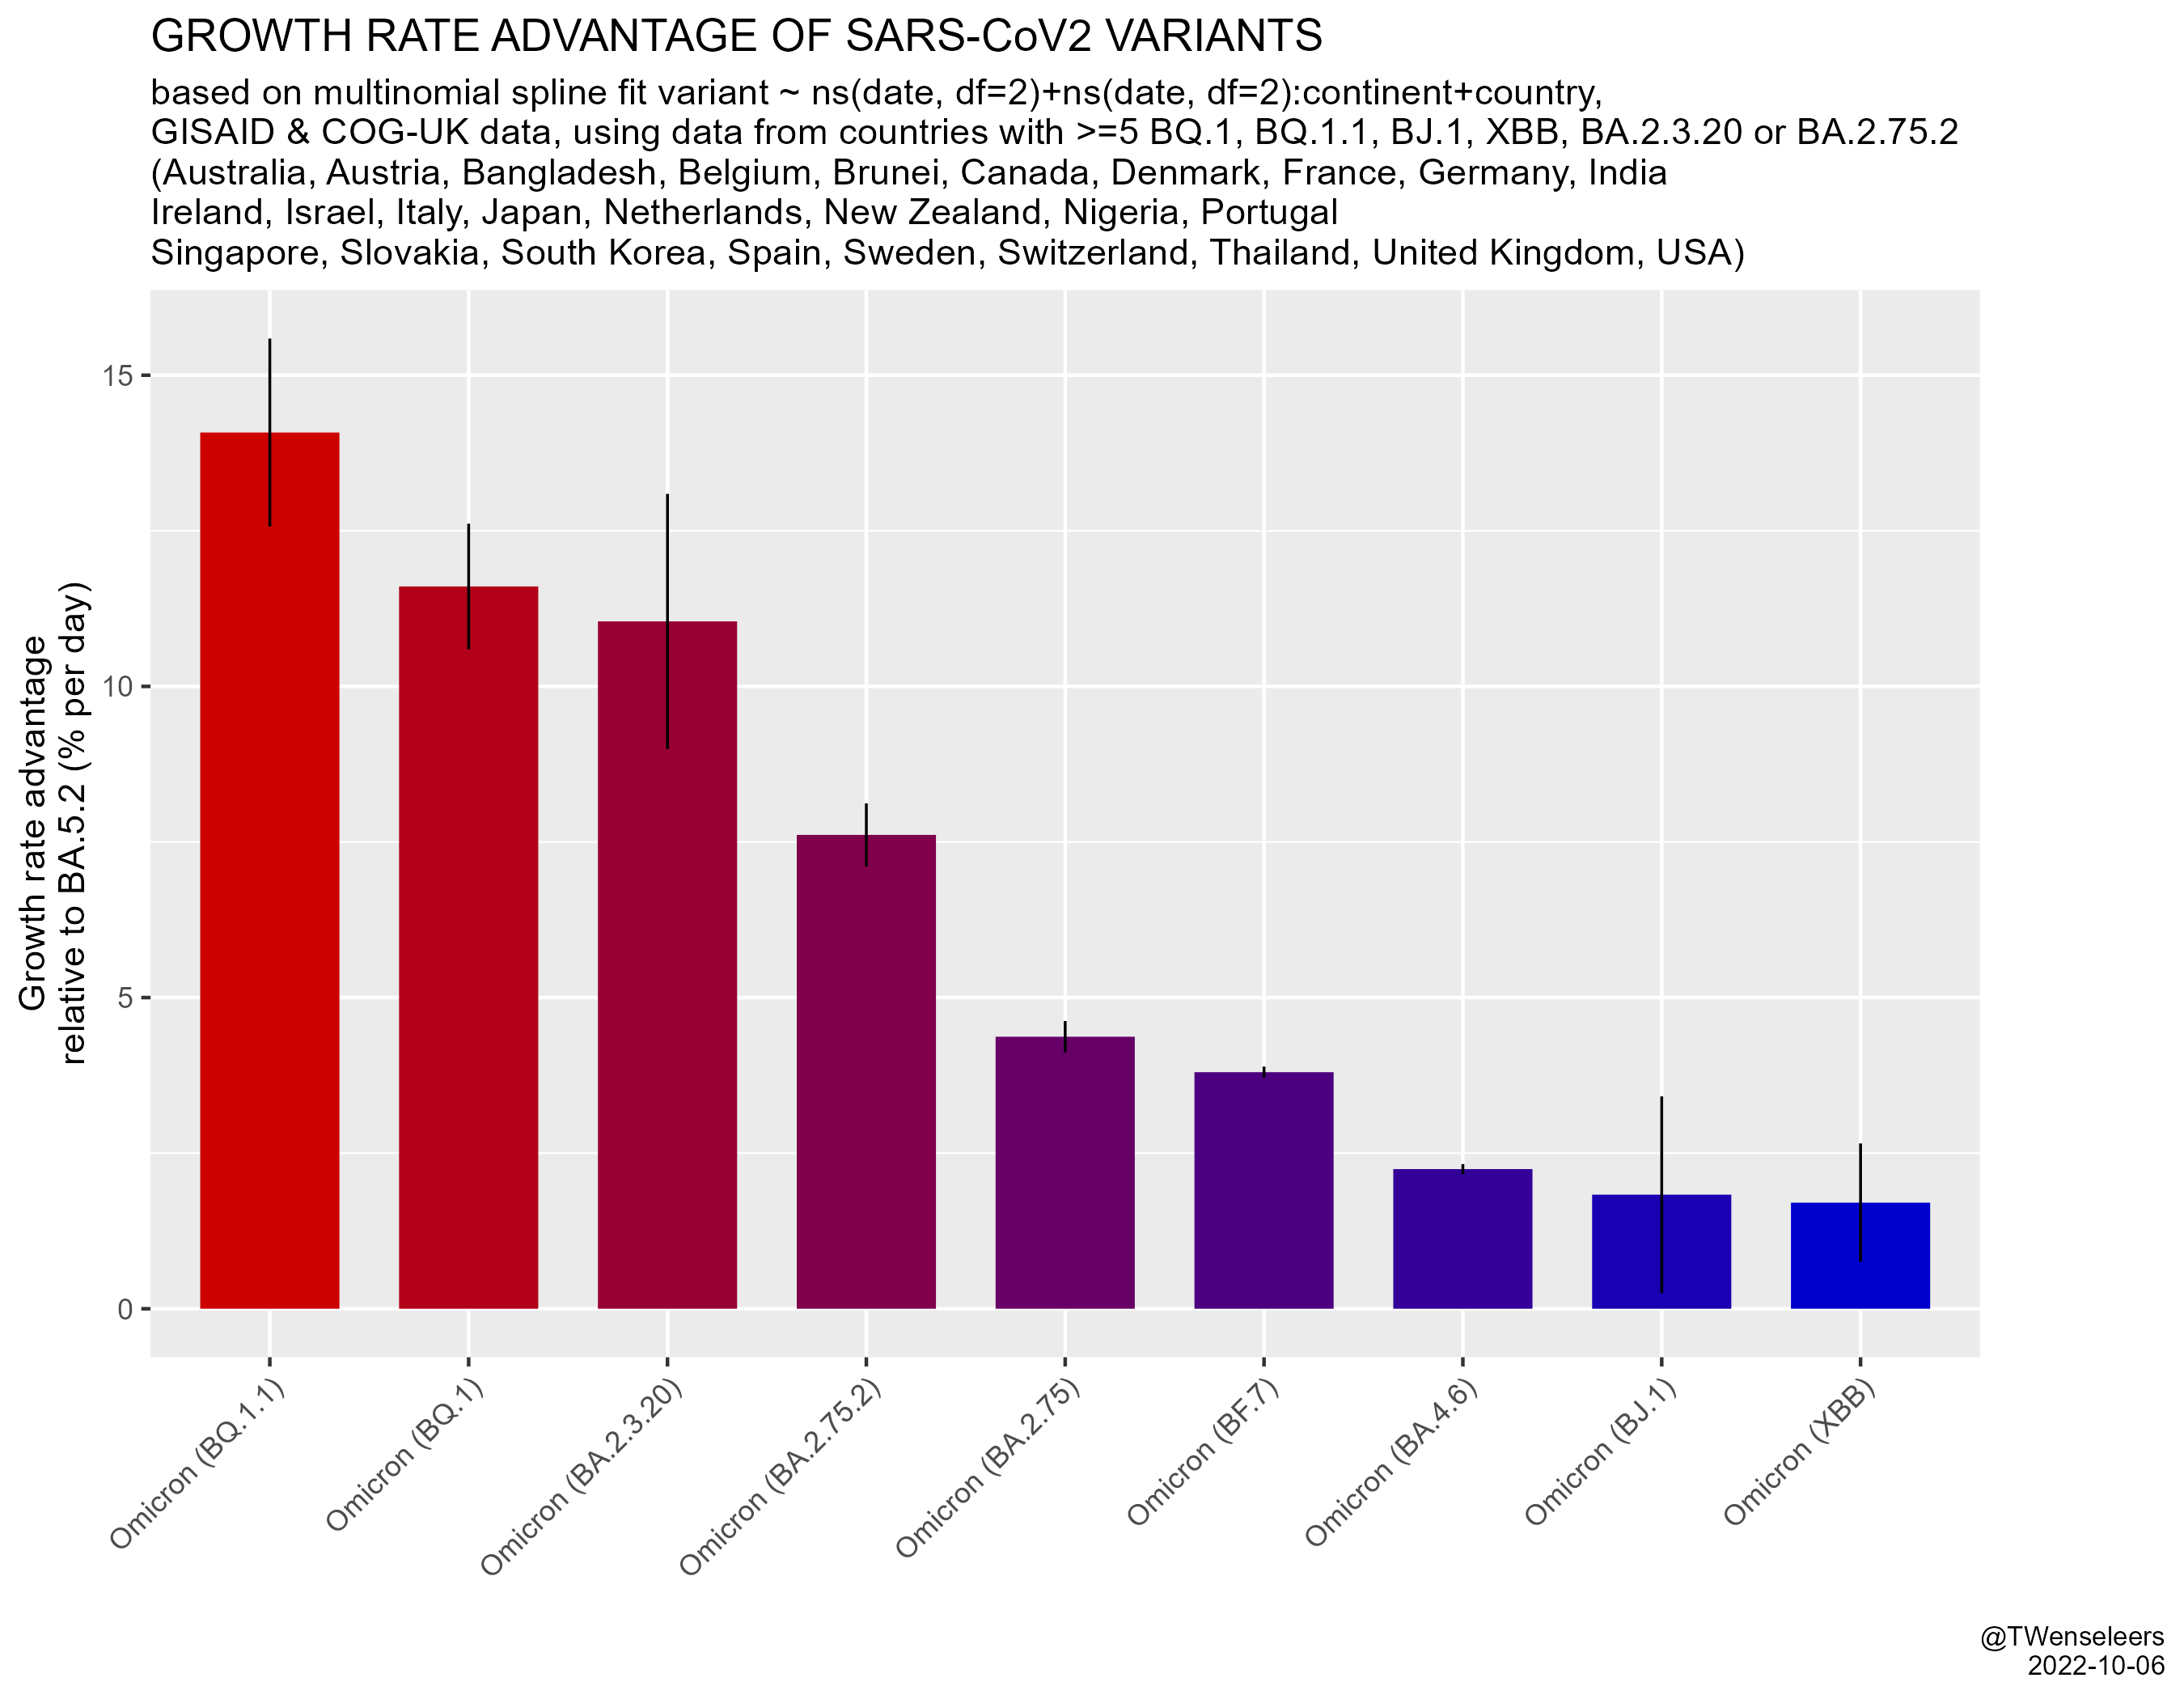 GROWTH RATE ADVANTAGE OF SARS-CoV2 VARIANTS
based on multinomial spline fit variant ~ ns(date, df=2)+ns(date, df=2):continent+country,
GISAID & COG-UK data, using data from countries with >=5 BQ.1, BQ.1.1, BJ.1, XBB, BA.2.3.20 or BA.2.75.2
(Australia, Austria, Bangladesh, Belgium, Brunei, Canada, Denmark, France, Germany, India
Ireland, Israel, Italy, Japan, Netherlands, New Zealand, Nigeria, Portugal
Singapore, Slovakia, South Korea, Spain, Sweden, Switzerland, Thailand, United Kingdom, USA)
Growth rate advantage
relative to BA.5.2 (% per day)
15
10
5
0
Omicron (BQ.1.1)
Omicron (BQ.1)
Omicron (BA.2.3.20)
Omicron (BA.2.75.2)
Omicron (BA.2.75)
Omicron (BF.7)
Omicron (BA.4.6)
Omicron (BJ.1)
Omicron (XBB)
@TWenseleers
2022-10-06